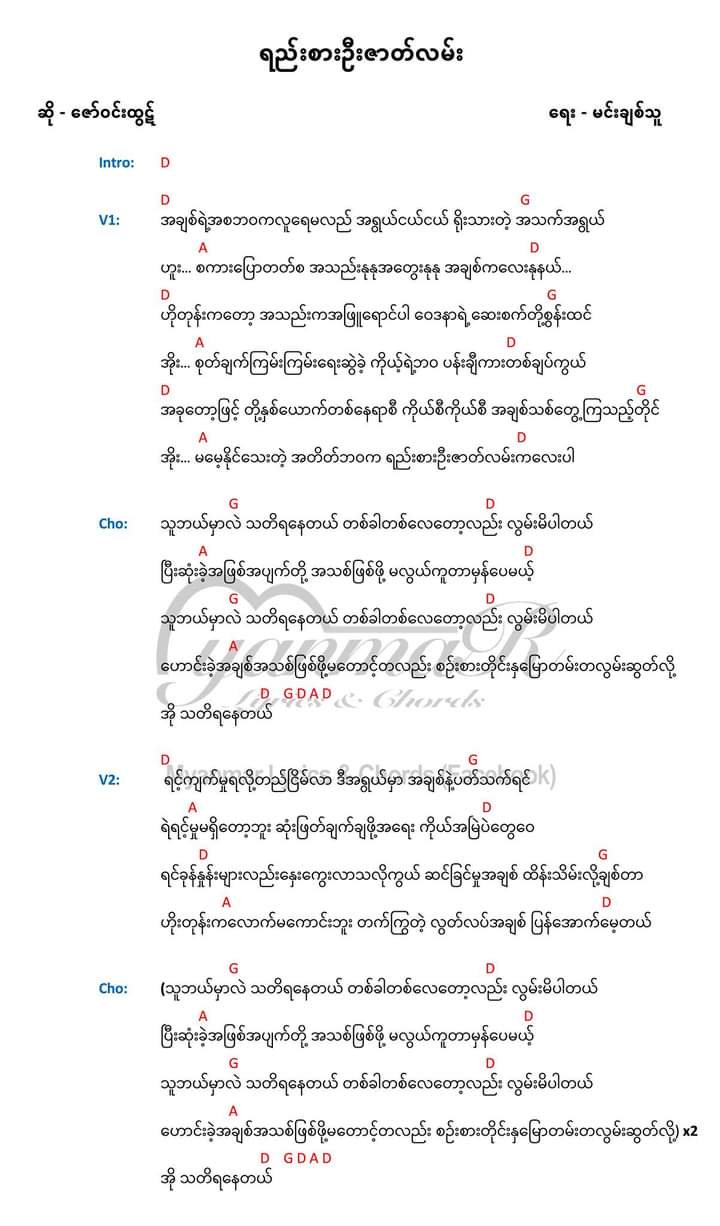 ရည်းစားဦးဇာတ်လမ်း
ဆို - ဇော်ဝင်းထွဋ်
ရေး - မင်းချစ်သူ
Intro: D
D G
V1: အချစ်ရဲ့အစဘဝကလူရေမလည် အရွယ်ငယ်ငယ် ရိုးသားတဲ့ အသက်အရွယ်
A D
ဟူး... စကားပြောတတ်စ အသည်းနုနုအတွေးနုနု အချစ်ကလေးနုနယ်...
D G
ဟိုတုန်းကတော့ အသည်းကအဖြူရောင်ပါ ဝေဒနာရဲ့ဆေးစက်တို့စွန်းထင်
A D
အိုး... စုတ်ချက်ကြမ်းကြမ်းရေးဆွဲခဲ့ ကိုယ့်ရဲ့ဘဝ ပန်းချီကားတစ်ချပ်ကွယ်
D G
အခုတော့ဖြင့် တို့နှစ်ယောက်တစ်နေရာစီ ကိုယ်စီကိုယ်စီ အချစ်သစ်တွေ့ကြသည့်တိုင်
A D
အိုး... မမေ့နိုင်သေးတဲ့ အတိတ်ဘဝက ရည်းစားဦးဇာတ်လမ်းကလေးပါ
G D
Cho: သူဘယ်မှာလဲ သတိရနေတယ် တစ်ခါတစ်လေတော့လည်း လွမ်းမိပါတယ်
A D
ပြီးဆုံးခဲ့အဖြစ်အပျက်တို့ အသစ်ဖြစ်ဖို့ မလွယ်ကူတာမှန်ပေမယ့်
G D
သူဘယ်မှာလဲ သတိရနေတယ် တစ်ခါတစ်လေတော့လည်း လွမ်းမိပါတယ်
A
ဟောင်းခဲ့အချစ်အသစ်ဖြစ်ဖို့မတောင့်တလည်း စဉ်းစားတိုင်းနှမြောတမ်းတလွမ်းဆွတ်လို့
D G D A D
အို သတိရနေတယ်
MyanmaR
Lyrics & Chords
Myanmar Lyrics & Chords (Facebook)
D G
V2: ရင့်ကျက်မှုရလို့တည်ငြိမ်လာ ဒီအရွယ်မှာ အချစ်နဲ့ပတ်သက်ရင်
A D
ရဲရင့်မှုမရှိတော့ဘူး ဆုံးဖြတ်ချက်ချဖို့အရေး ကိုယ်အမြဲပဲတွေဝေ
D G
ရင်ခုန်နှုန်းများလည်းနှေးကွေးလာသလိုကွယ် ဆင်ခြင်မှုအချစ် ထိန်းသိမ်းလို့ချစ်တာ
A D
ဟိုးတုန်းကလောက်မကောင်းဘူး တက်ကြွတဲ့ လွတ်လပ်အချစ် ပြန်အောက်မေ့တယ်
G D
Cho: (သူဘယ်မှာလဲ သတိရနေတယ် တစ်ခါတစ်လေတော့လည်း လွမ်းမိပါတယ်
A D
ပြီးဆုံးခဲ့အဖြစ်အပျက်တို့ အသစ်ဖြစ်ဖို့ မလွယ်ကူတာမှန်ပေမယ့်
G D
သူဘယ်မှာလဲ သတိရနေတယ် တစ်ခါတစ်လေတော့လည်း လွမ်းမိပါတယ်
A
ဟောင်းခဲ့အချစ်အသစ်ဖြစ်ဖို့မတောင့်တလည်း စဉ်းစားတိုင်းနှမြောတမ်းတလွမ်းဆွတ်လို့) x2
D G D A D
အို သတိရနေတယ်